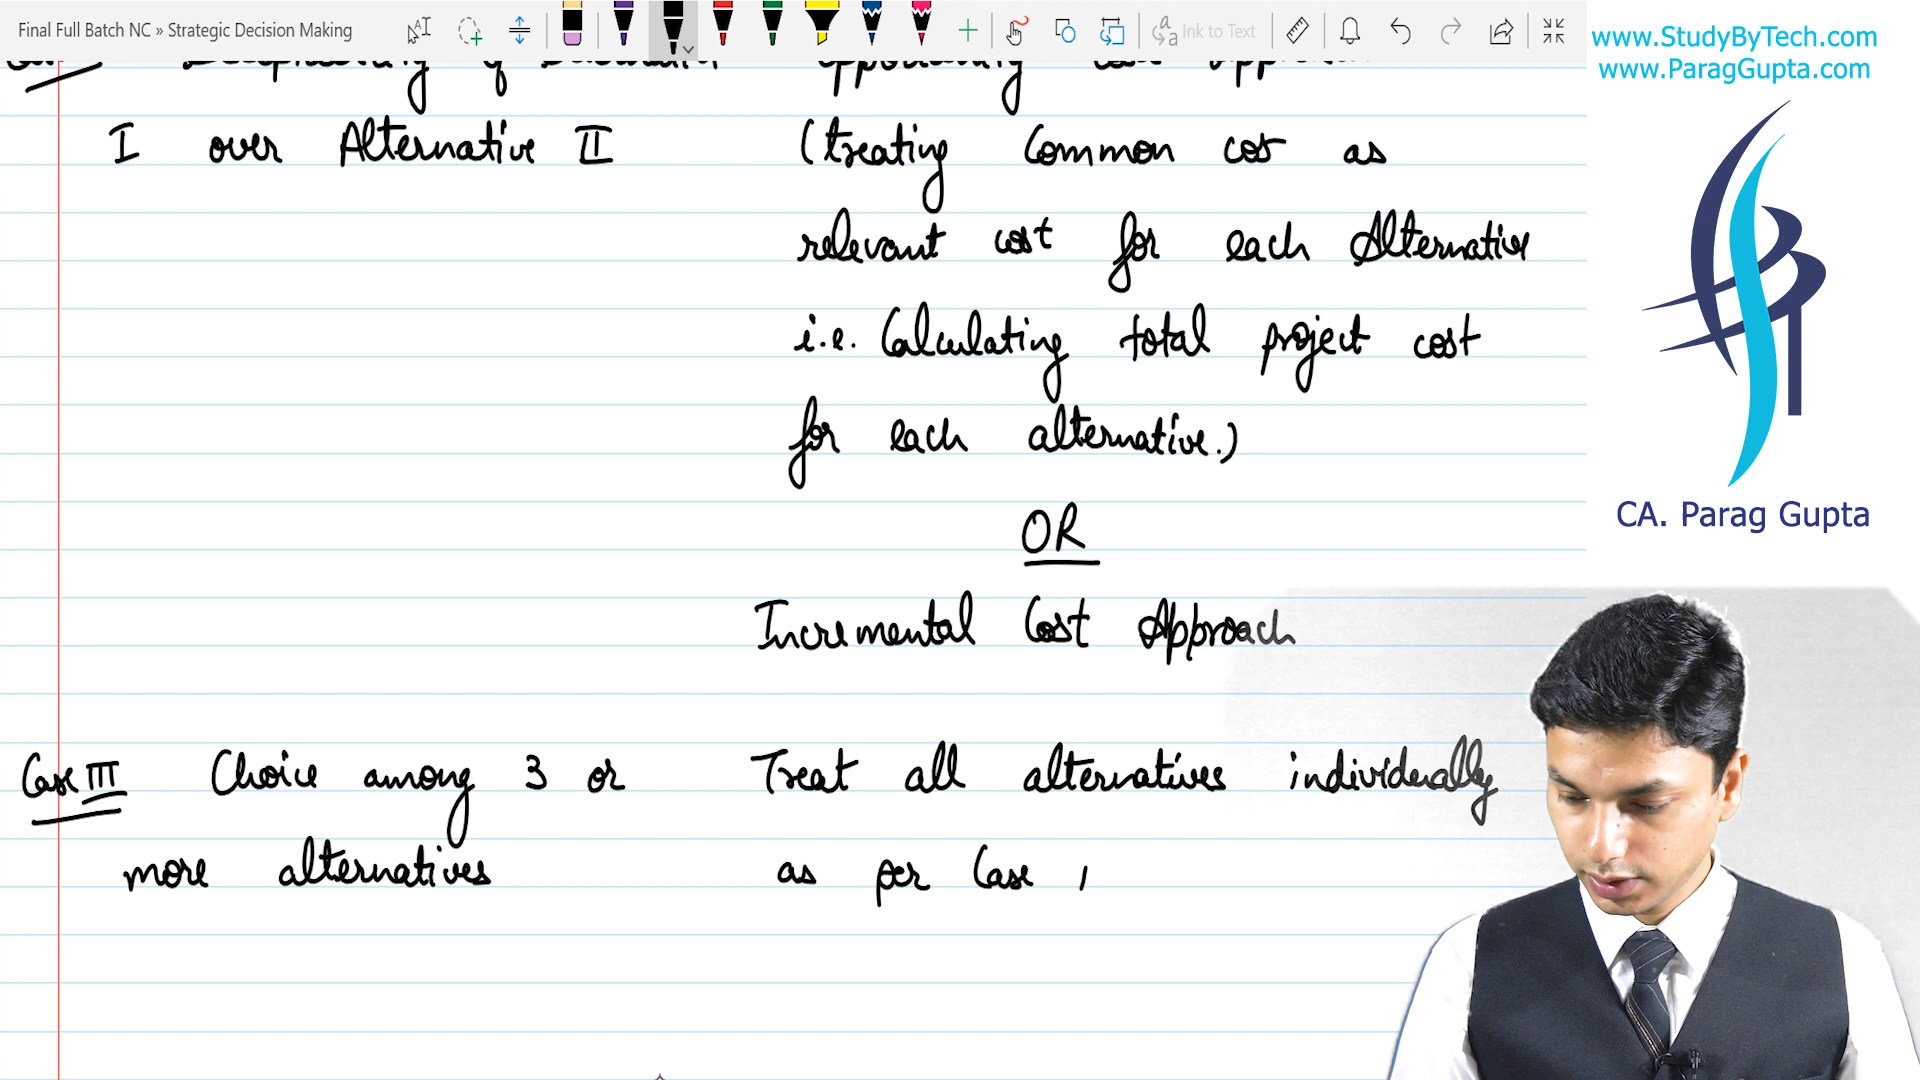 Final Full Batch NC » Strategic Decision Making
Ink to Text
www.StudyByTech.com
www.ParagGupta.com
of
I over Alternative II
(treating Common cost as
relevant cost for each Alternative
i.e. Calculating total project cost
for each alternative.)
OR
Incremental Cost Approach
CA. Parag Gupta
Case III Choice among 3 or
more alternatives
Treat all alternatives individually
as per Case I